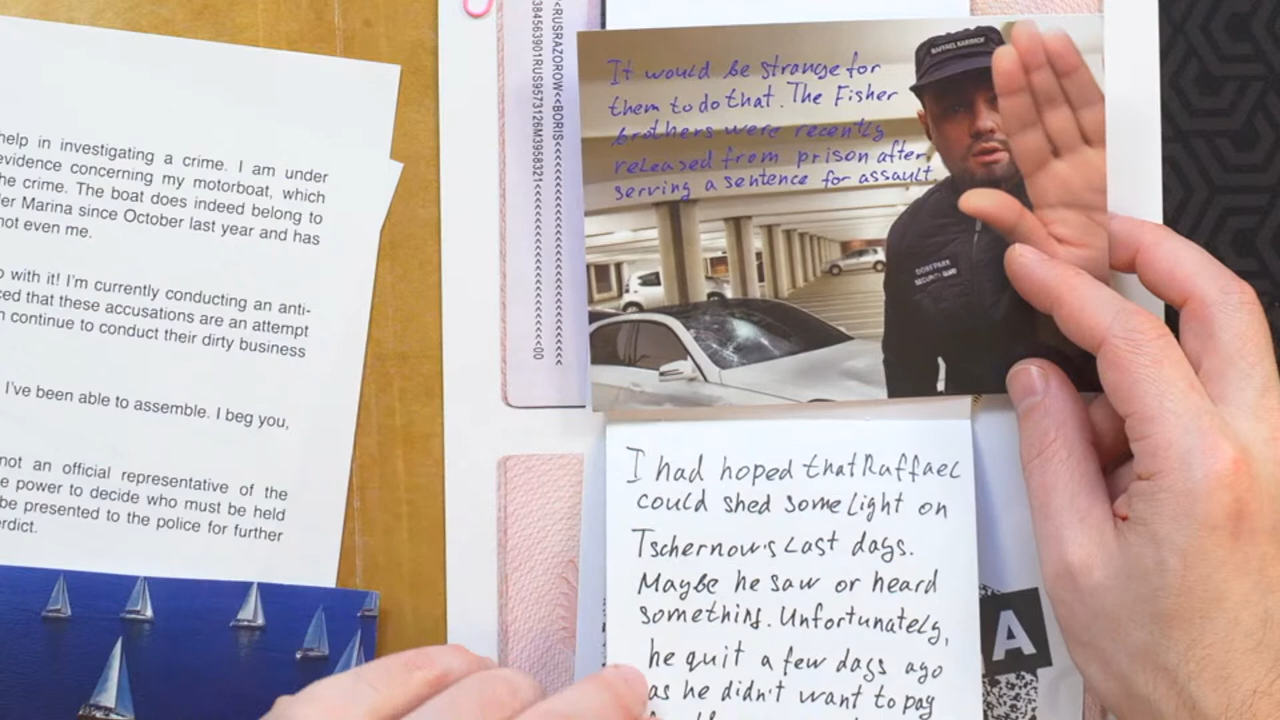 help in investigating a crime. I am under
evidence concerning my motorboat, which
he crime. The boat does indeed belong to
er Marina since October last year and has
not even me.
o with it! I'm currently conducting an anti-
ced that these accusations are an attempt
n continue to conduct their dirty business
I've been able to assemble. I beg you,
not an official representative of the
e power to decide who must be held
be presented to the police for further
erdict.
<RUSRAZOROW<<BORIS<<<<<<<<<<<<<<<<<<<<<
384563901RUS9573126M3958321<<<<<<<<<<<<<<00
It would be strange for
them to do that. The Fisher
brothers were recently
released from prison after
serving a sentence for assault
RAFFAEL KARIMOF
DORFPARK
SECURITY GUARD
I had hoped that Raffael
could shed some light on
Tschernow's last days.
Maybe he saw or heard
something. Unfortunately,
he quit a few days ago
as he didn't want to pay
A